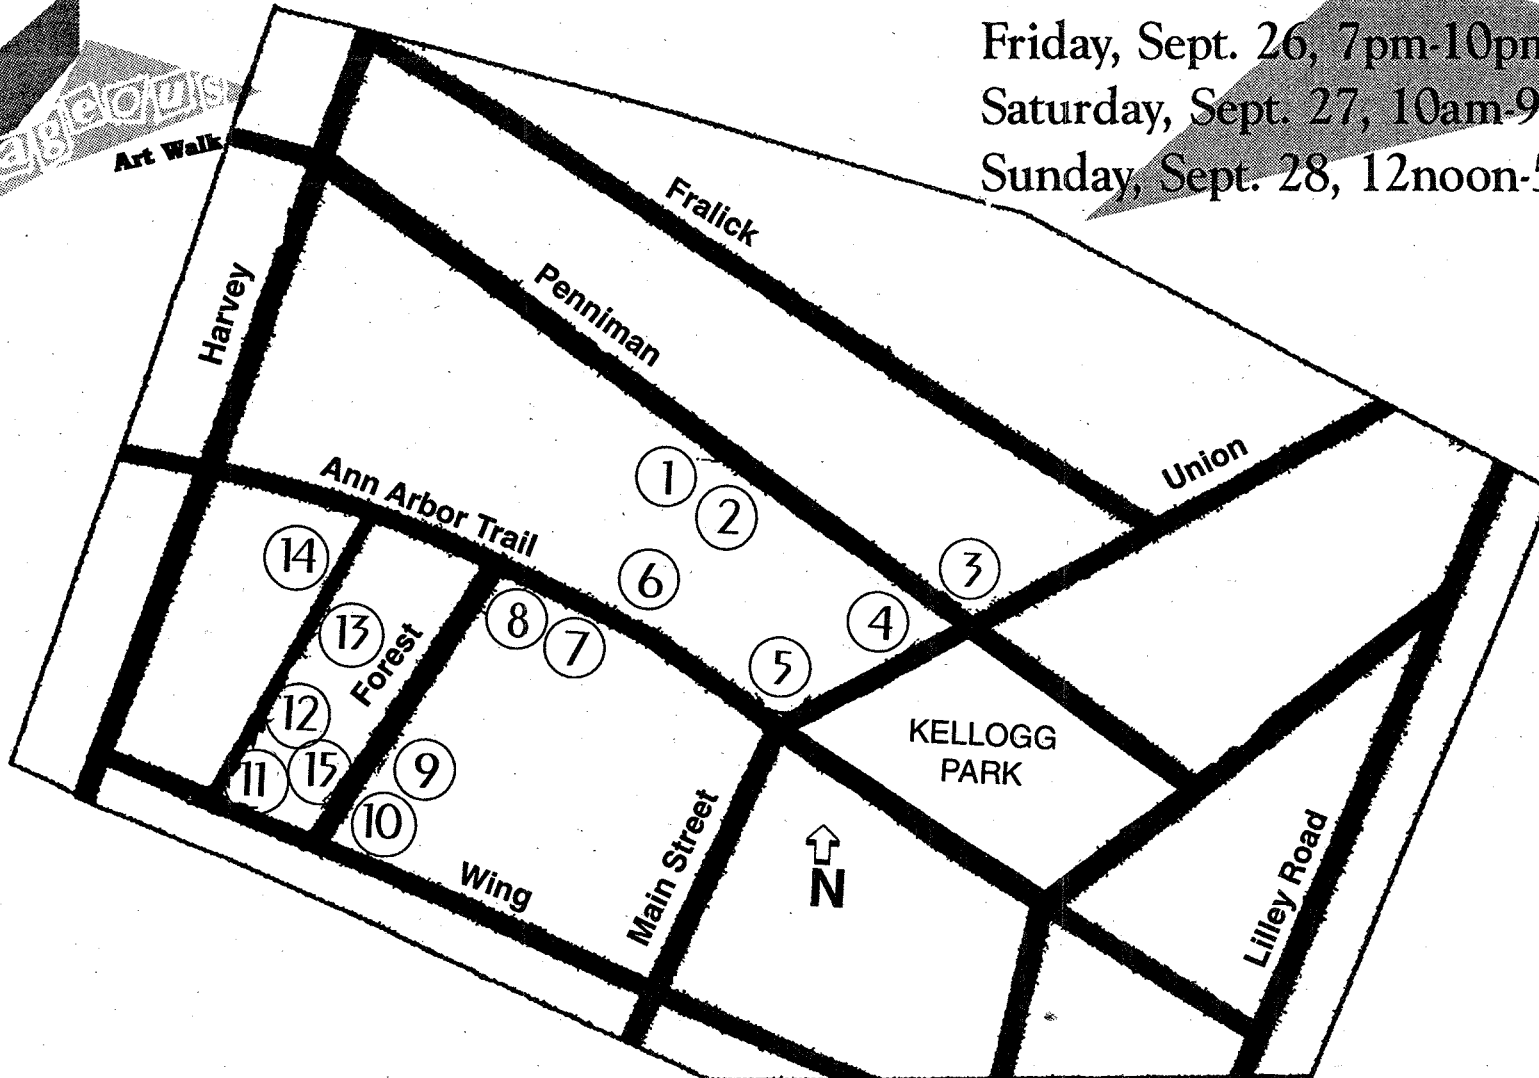 Friday, Sept. 26, 7pm-10pm
Saturday, Sept. 27, 10am-9
Sunday, Sept. 28, 12noon-5
ageous
Art Walk
Fralick
Penniman
Harvey
Union
Ann Arbor Trail
1
2
3
14
6
4
8
7
13
Forest
5
12
KELLOGG
PARK
11
15
9
10
Main Street
N
Wing
Lilley Road